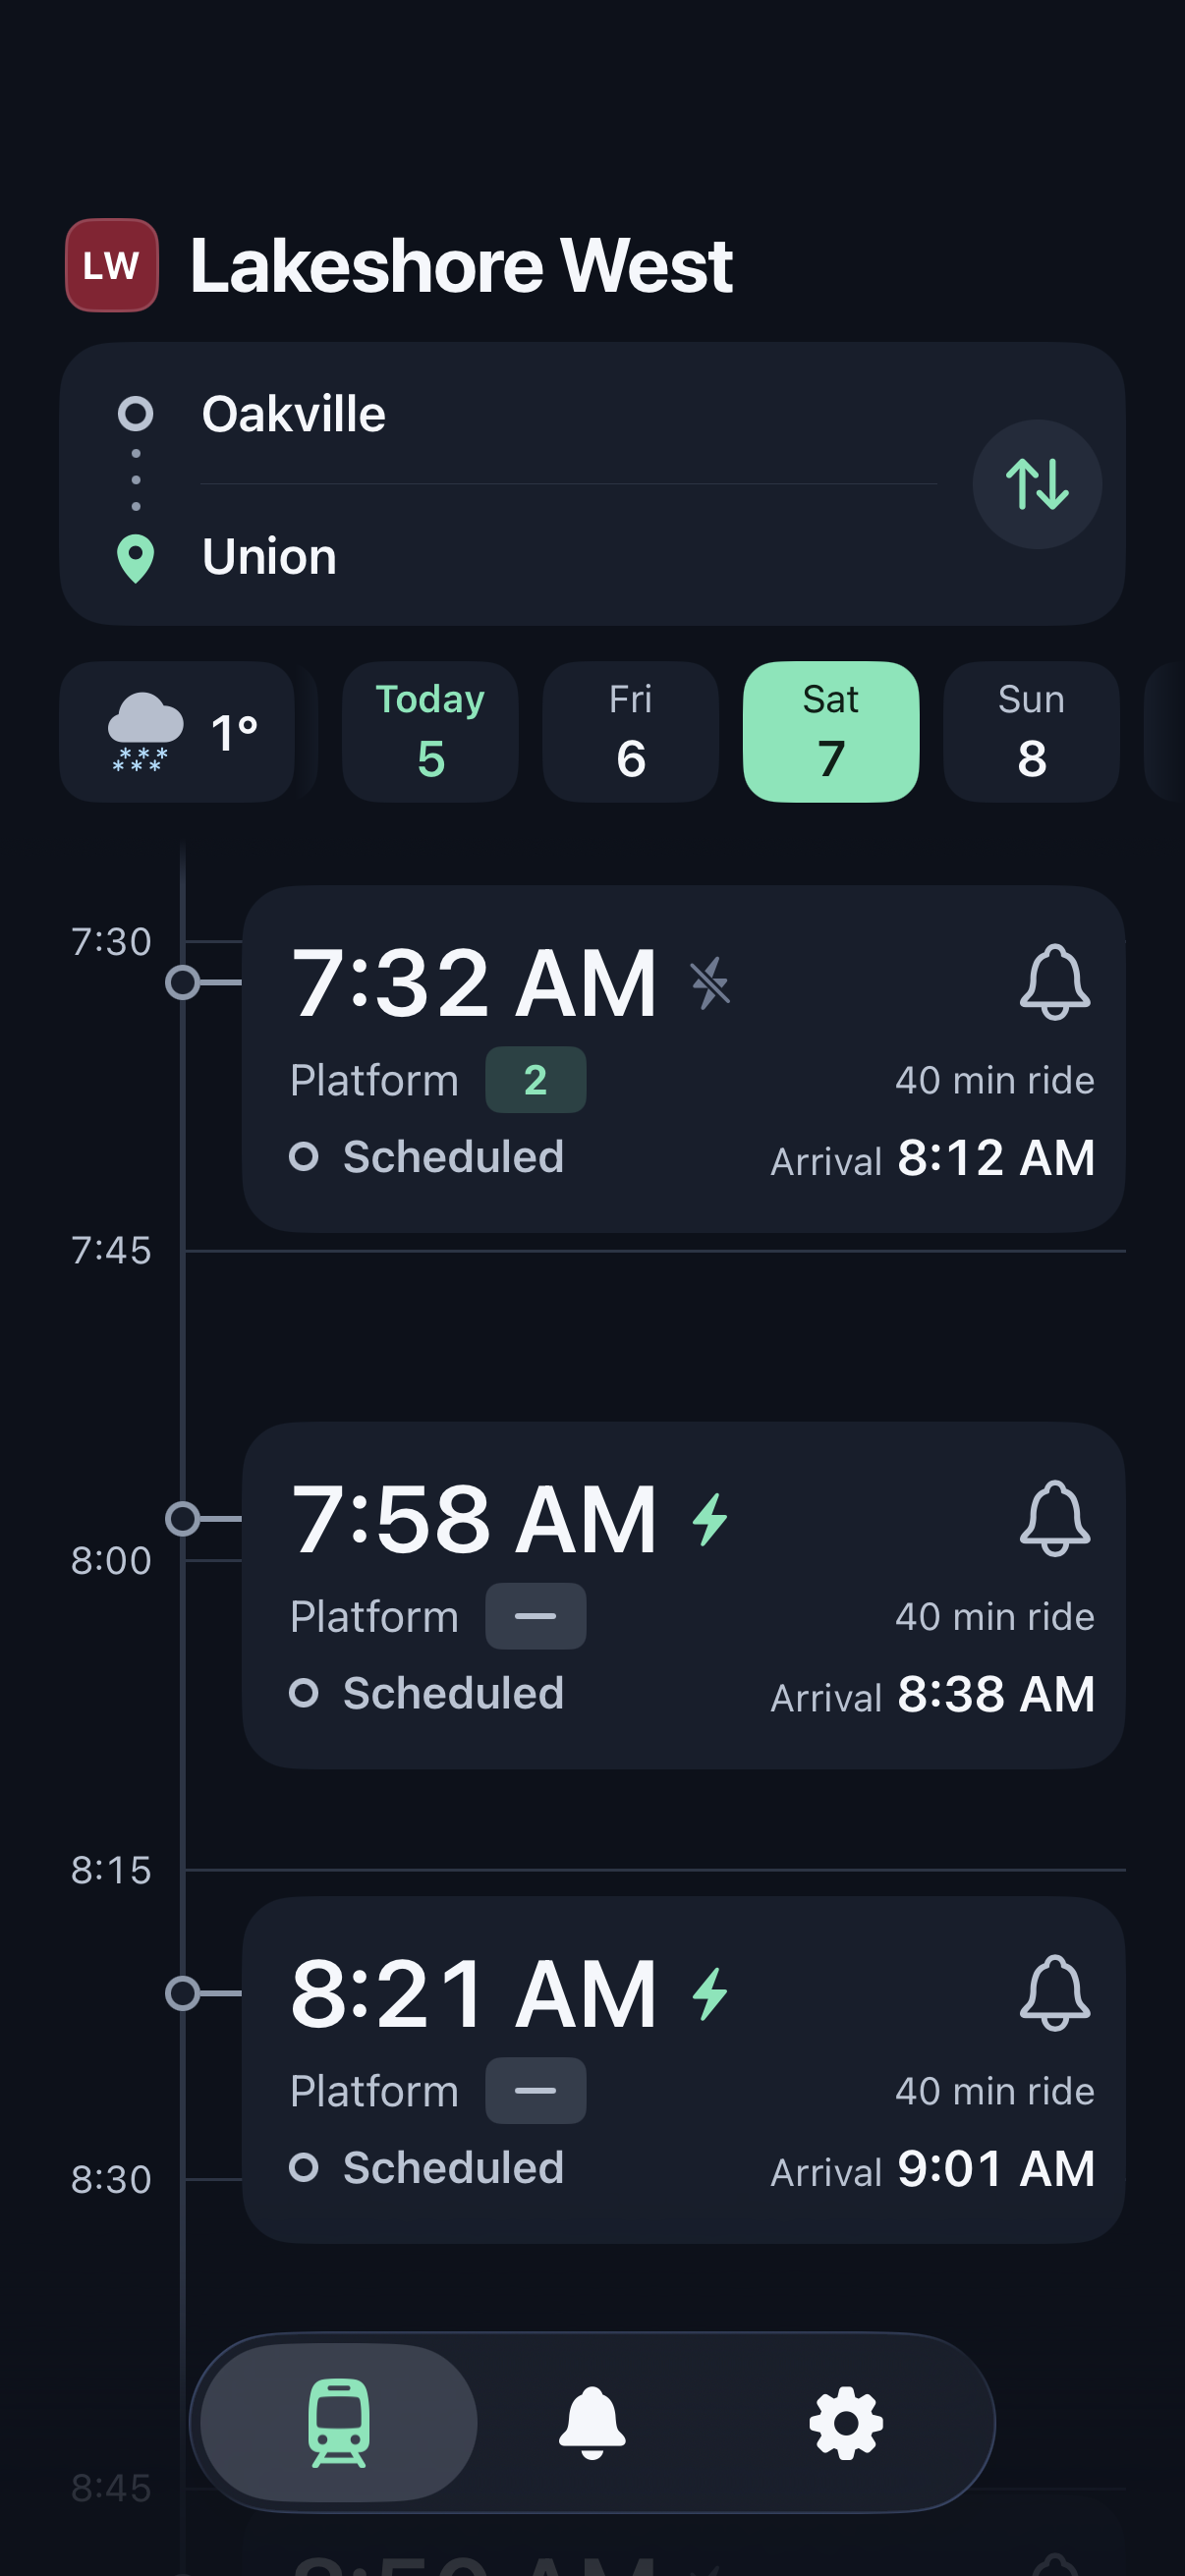 LW Lakeshore West
Oakville
Union
1° Today Fri Sat Sun
5 6 7 8
7:30
7:32 AM
Platform 2 40 min ride
Scheduled Arrival 8:12 AM
7:45
7:58 AM
8:00
Platform — 40 min ride
Scheduled Arrival 8:38 AM
8:15
8:21 AM
Platform — 40 min ride
Scheduled Arrival 9:01 AM
8:30
8:45